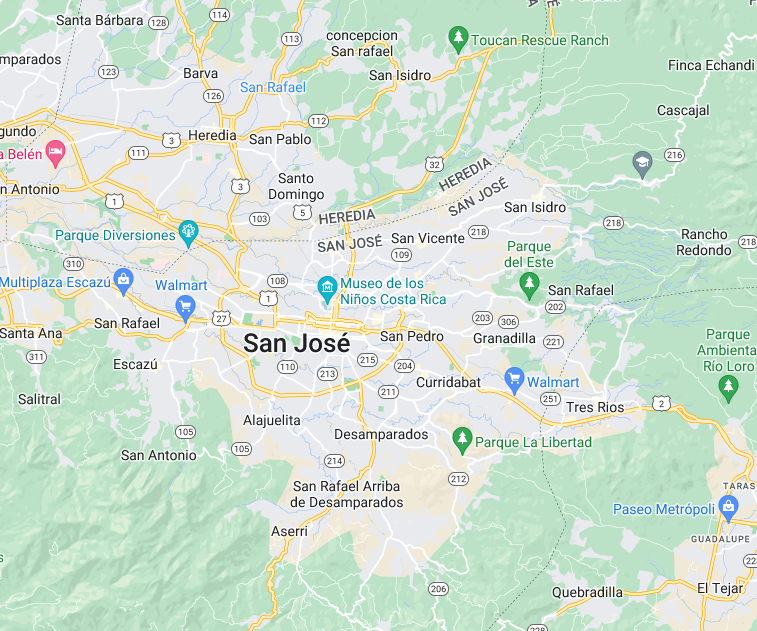 Santa Bárbara
128
114
113
concepcion
San rafael
Toucan Rescue Ranch
mparados
123
Barva
San Isidro
Finca Echandi
126
San Rafael
Cascajal
112
gundo
3
Heredia
San Pablo
a Belén
111
32
HEREDIA
216
n Antonio
1
3
Santo
Domingo
103
5
HEREDIA
SAN JOSÉ
San Isidro
Parque Diversiones
SAN JOSÉ
San Vicente
218
218
Rancho
Redondo
218
109
Parque
del Este
310
Multiplaza Escazú
Walmart
108
1
Museo de los
Niños Costa Rica
San Rafael
202
Santa Ana
San Rafael
27
203
306
San José
San Pedro
Granadilla
221
Parque
Ambienta
Río Loro
311
Escazú
110
213
215
204
211
Curridabat
Walmart
251
Tres Rios
2
Salitral
Alajuelita
105
105
Desamparados
Parque La Libertad
San Antonio
214
212
San Rafael Arriba
de Desamparados
TARAS
Paseo Metrópoli
Aserri
GUADALUPE
22
206
Quebradilla
El Tejar
228
s